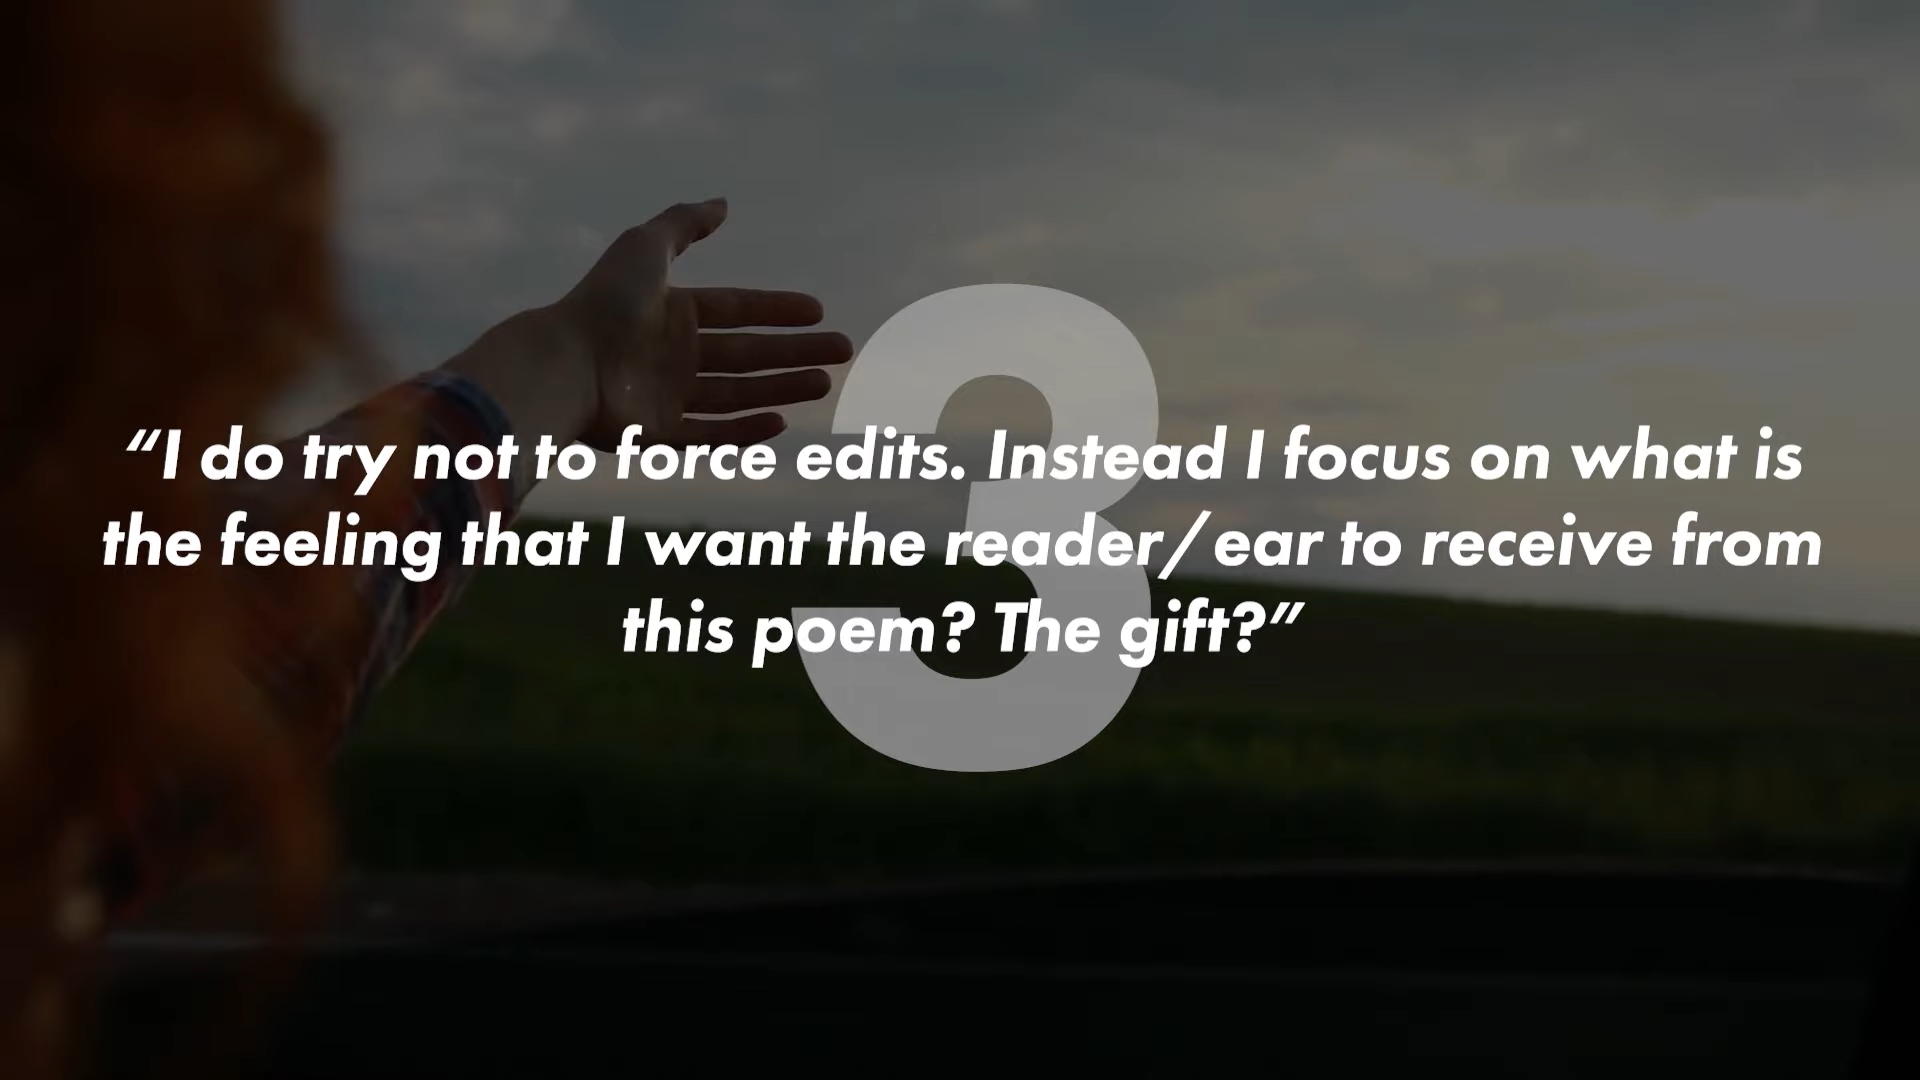 3
“I do try not to force edits. Instead I focus on what is
the feeling that I want the reader/ear to receive from
this poem? The gift?”